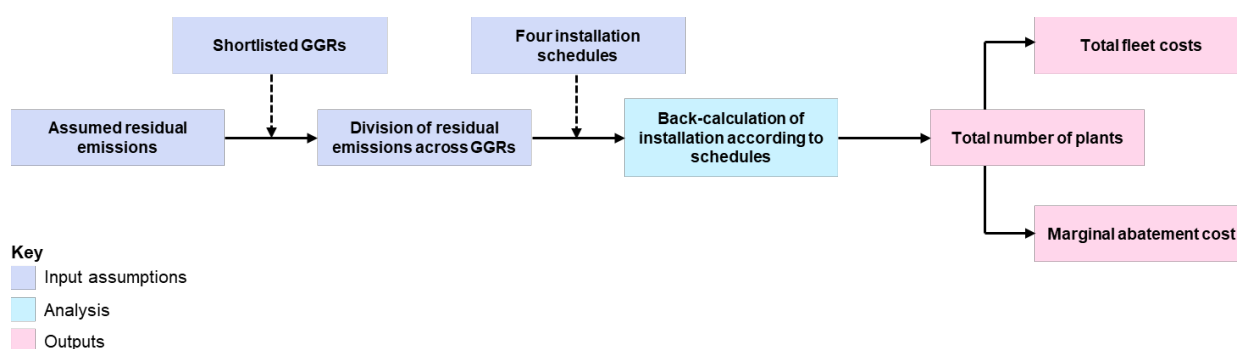 Shortlisted GGRs
Four installation
schedules
Total fleet costs
Assumed residual
emissions
Division of residual
emissions across GGRs
Back-calculation of
installation according to
schedules
Total number of plants
Marginal abatement cost
Key
Input assumptions
Analysis
Outputs